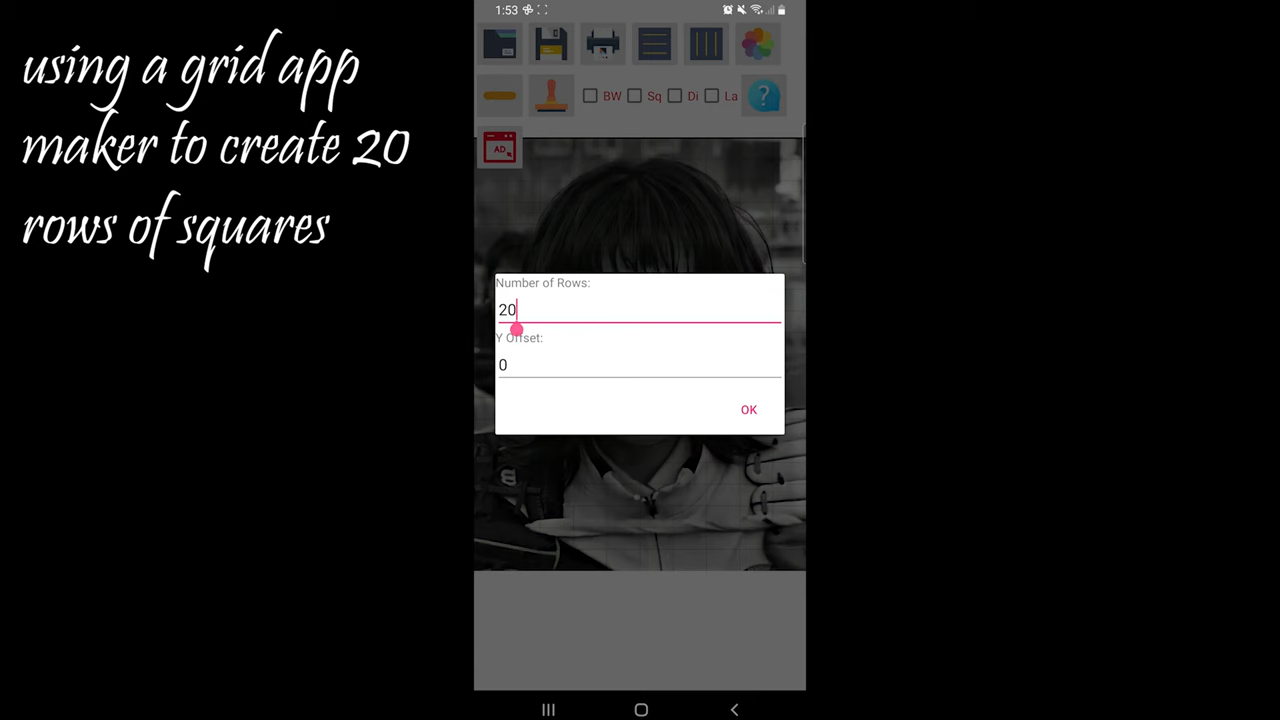 using a grid app
maker to create 20
rows of squares
1:53
BW Sq Di La
?
AD
Number of Rows:
20
Y Offset:
0
OK